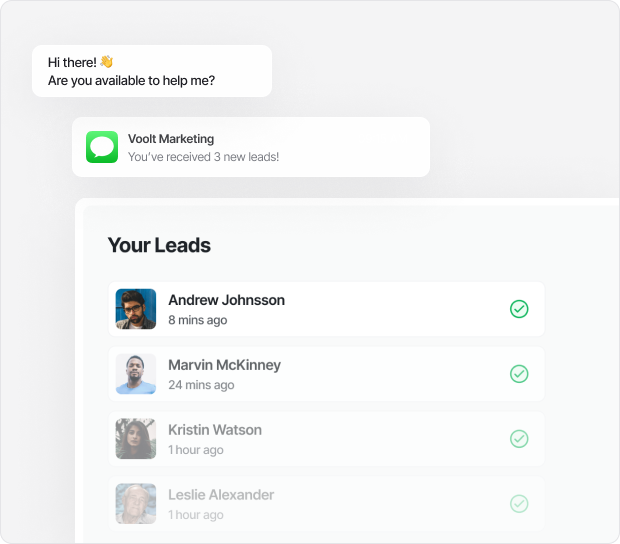 Hi there! 👋
Are you available to help me?
Voolt Marketing
You've received 3 new leads!
Your Leads
Andrew Johnsson
8 mins ago
Marvin McKinney
24 mins ago
Kristin Watson
1 hour ago
Leslie Alexander
1 hour ago